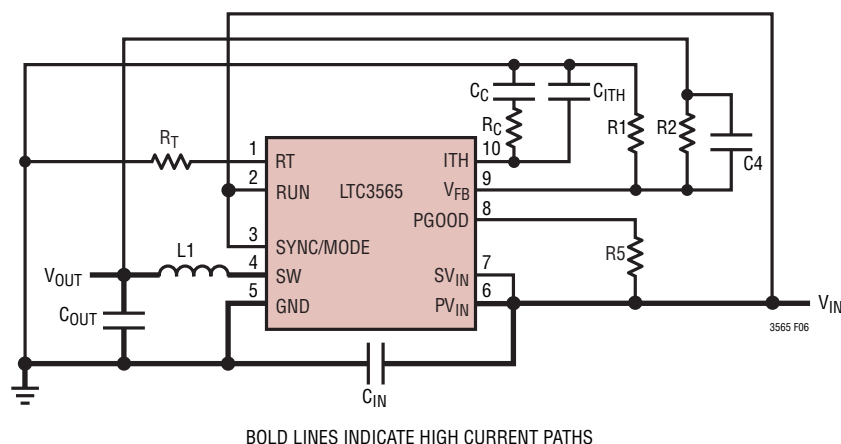 C_C
C_ITH
R_C
R1
R2
C4
R_T
1
RT
2
RUN
3
SYNC/MODE
4
SW
5
GND
LTC3565
10
ITH
9
V_FB
8
PGOOD
7
SV_IN
6
PV_IN
R5
L1
V_OUT
C_OUT
C_IN
V_IN
3565 F06
BOLD LINES INDICATE HIGH CURRENT PATHS